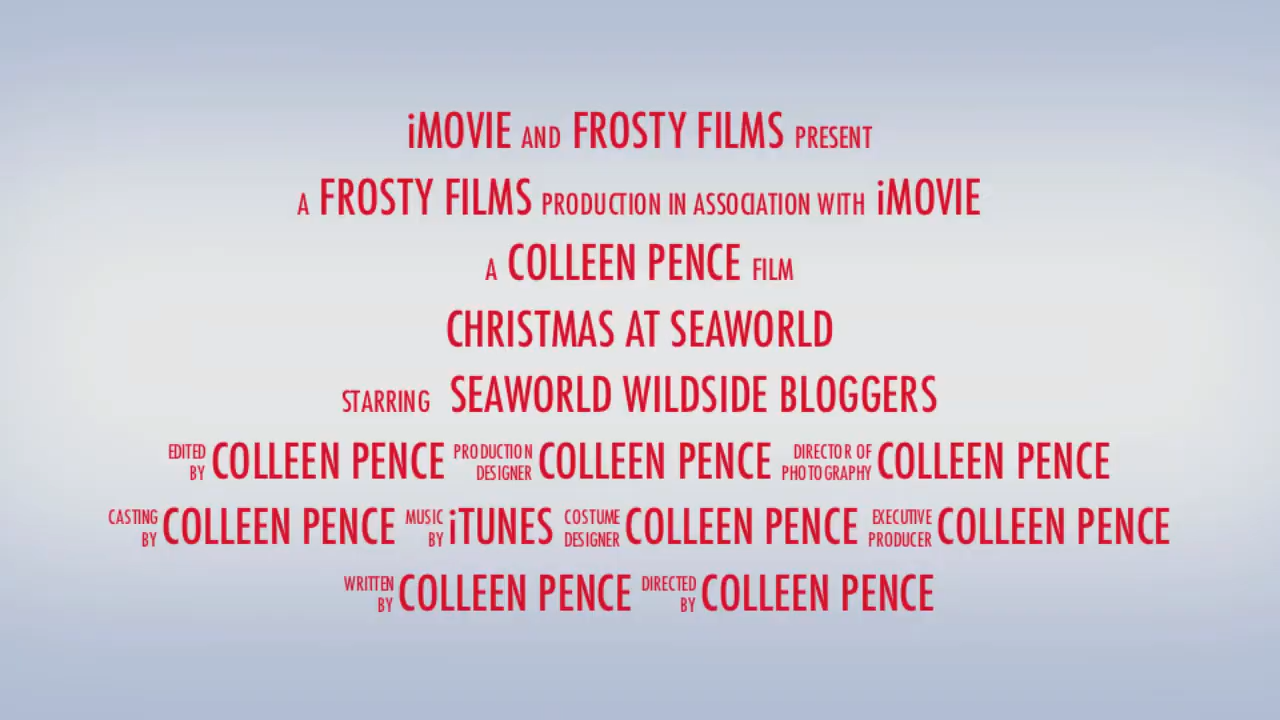 iMOVIE AND FROSTY FILMS PRESENT
A FROSTY FILMS PRODUCTION IN ASSOCIATION WITH iMOVIE
A COLLEEN PENCE FILM
CHRISTMAS AT SEAWORLD
STARRING SEAWORLD WILDSIDE BLOGGERS
EDITED BY COLLEEN PENCE PRODUCTION DESIGNER COLLEEN PENCE DIRECTOR OF PHOTOGRAPHY COLLEEN PENCE
CASTING BY COLLEEN PENCE MUSIC BY iTUNES COSTUME DESIGNER COLLEEN PENCE EXECUTIVE PRODUCER COLLEEN PENCE
WRITTEN BY COLLEEN PENCE DIRECTED BY COLLEEN PENCE